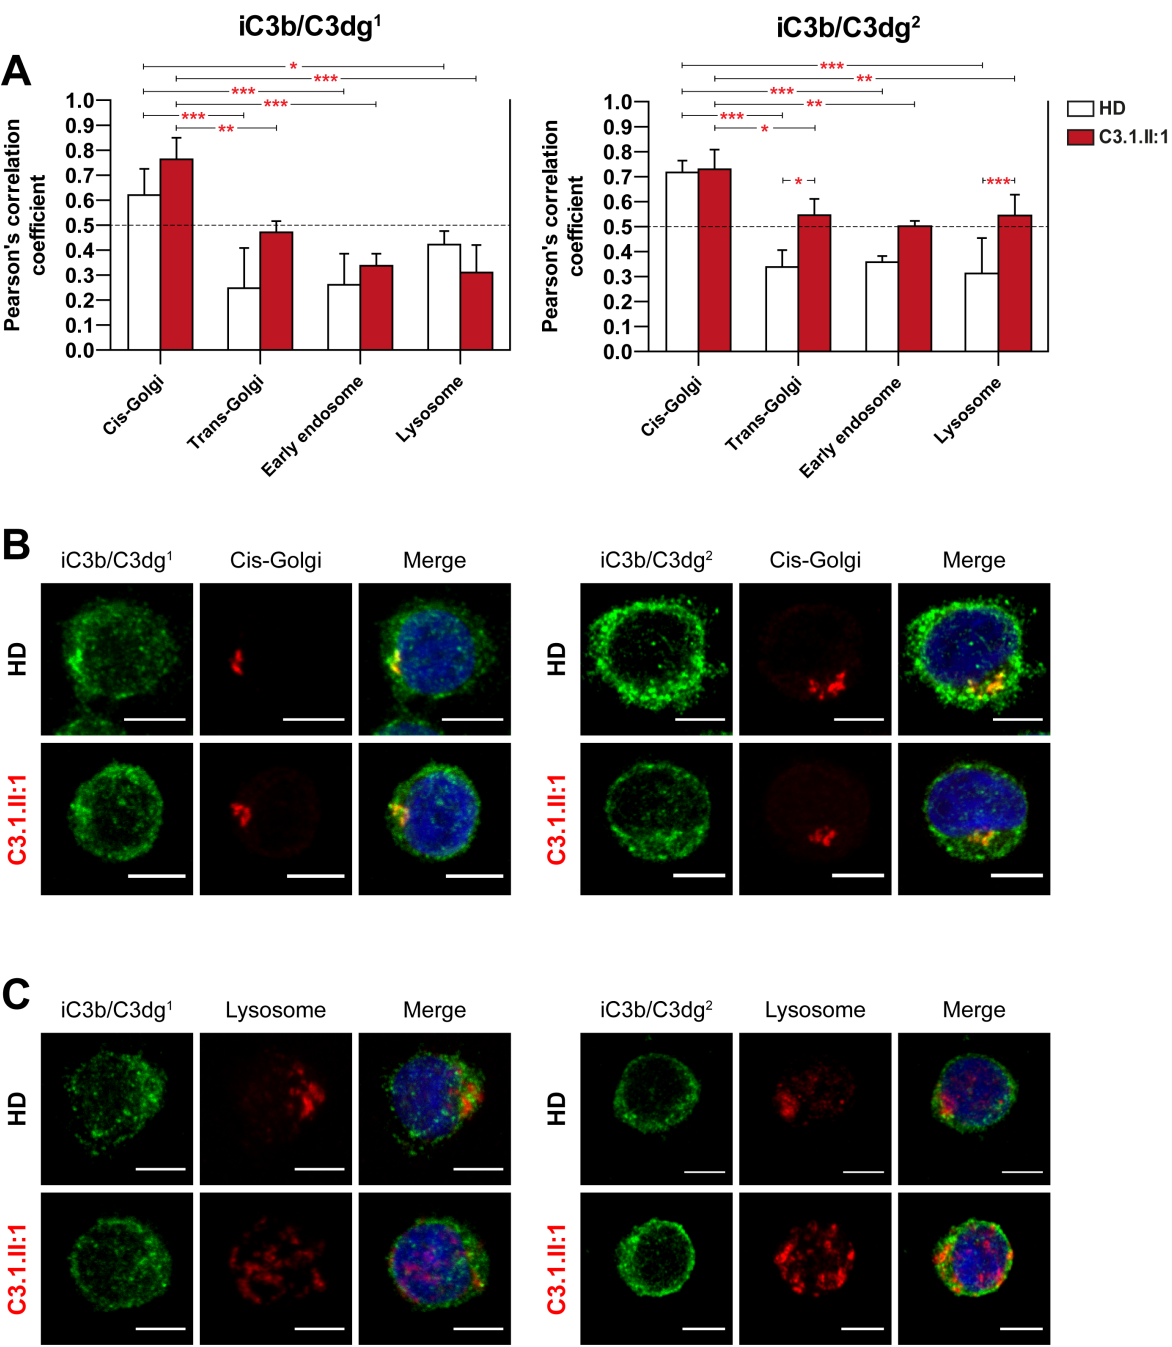 iC3b/C3dg¹
iC3b/C3dg²
A
* *** *** *** *** **
*** ** *** ** *** * * ***
Pearson's correlation
coefficient
1.0
0.9
0.8
0.7
0.6
0.5
0.4
0.3
0.2
0.1
0.0
Cis-Golgi
Trans-Golgi
Early endosome
Lysosome
Pearson's correlation
coefficient
1.0
0.9
0.8
0.7
0.6
0.5
0.4
0.3
0.2
0.1
0.0
Cis-Golgi
Trans-Golgi
Early endosome
Lysosome
HD
C3.1.II:1
B
iC3b/C3dg¹ Cis-Golgi Merge iC3b/C3dg² Cis-Golgi Merge
HD
HD
C3.1.II:1
C3.1.II:1
C
iC3b/C3dg¹ Lysosome Merge iC3b/C3dg² Lysosome Merge
HD
HD
C3.1.II:1
C3.1.II:1